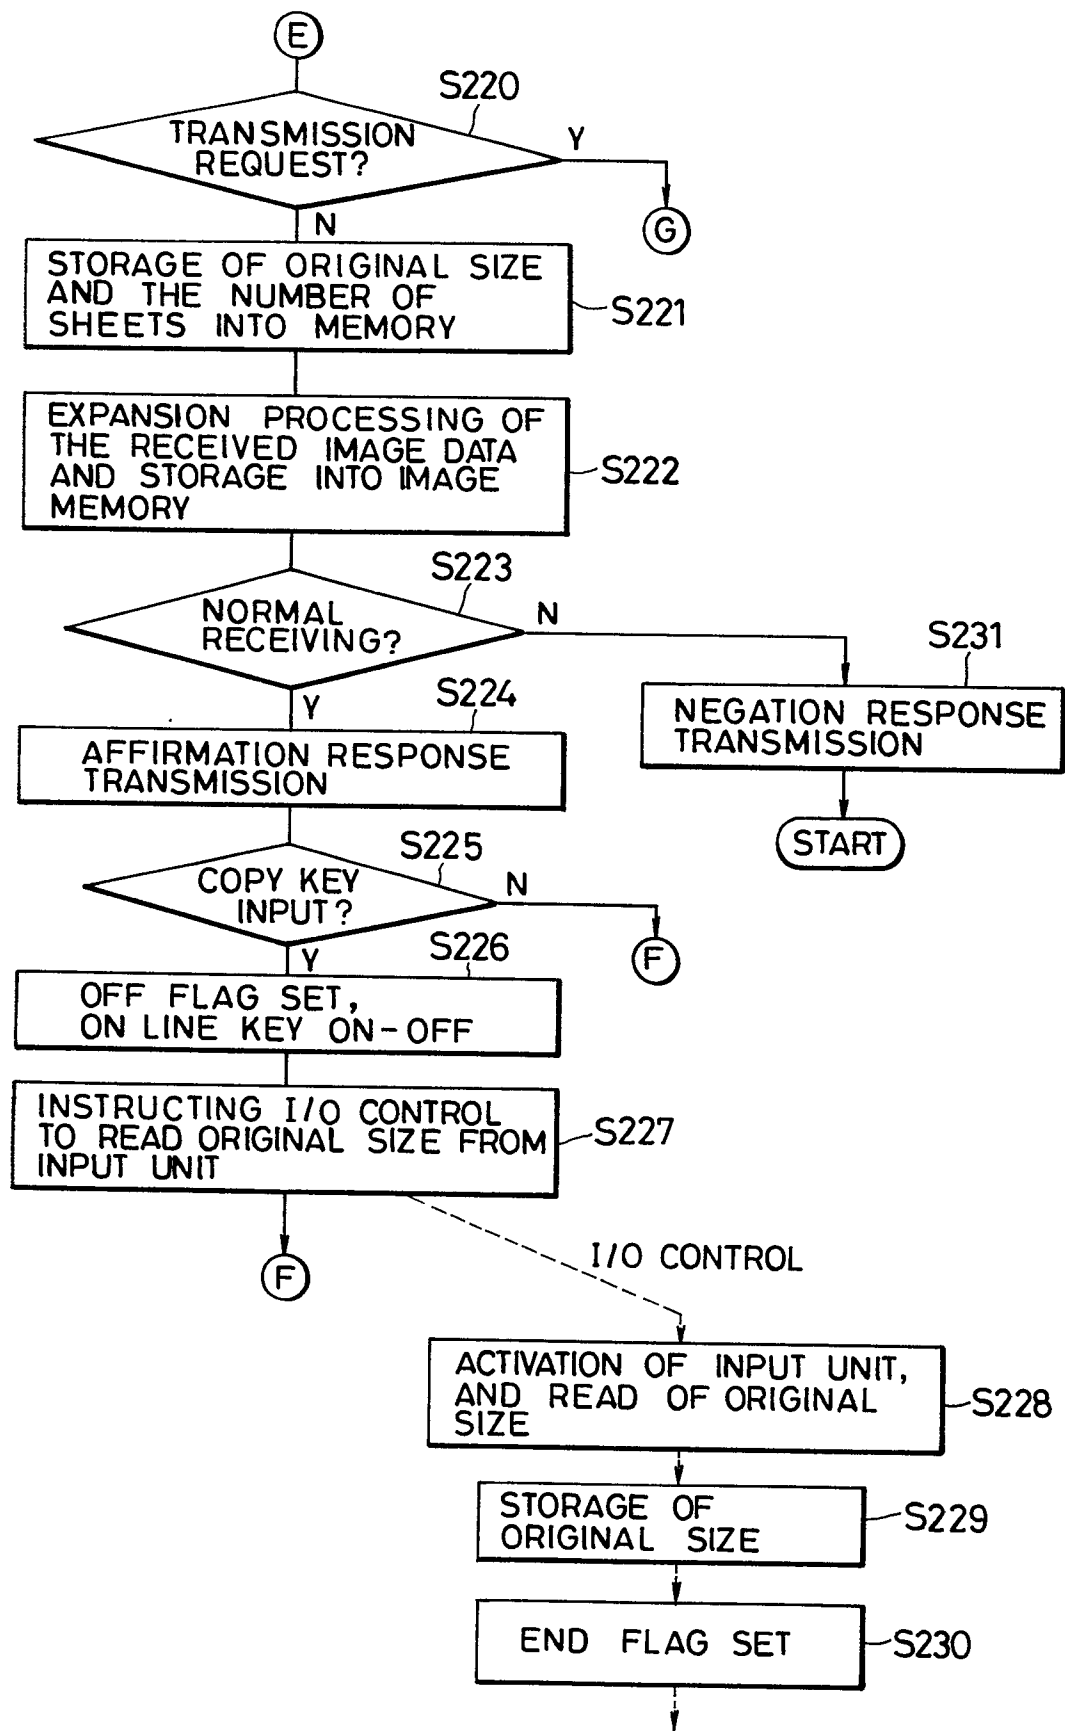 E
S220
TRANSMISSION
REQUEST?
Y
G
N
STORAGE OF ORIGINAL SIZE
AND THE NUMBER OF
SHEETS INTO MEMORY
S221
EXPANSION PROCESSING OF
THE RECEIVED IMAGE DATA
AND STORAGE INTO IMAGE
MEMORY
S222
S223
NORMAL
RECEIVING?
N
S231
NEGATION RESPONSE
TRANSMISSION
START
Y
S224
AFFIRMATION RESPONSE
TRANSMISSION
S225
COPY KEY
INPUT?
N
F
Y
S226
OFF FLAG SET,
ON LINE KEY ON-OFF
INSTRUCTING I/O CONTROL
TO READ ORIGINAL SIZE FROM
INPUT UNIT
S227
F
I/O CONTROL
ACTIVATION OF INPUT UNIT,
AND READ OF ORIGINAL
SIZE
S228
STORAGE OF
ORIGINAL SIZE
S229
END FLAG SET
S230